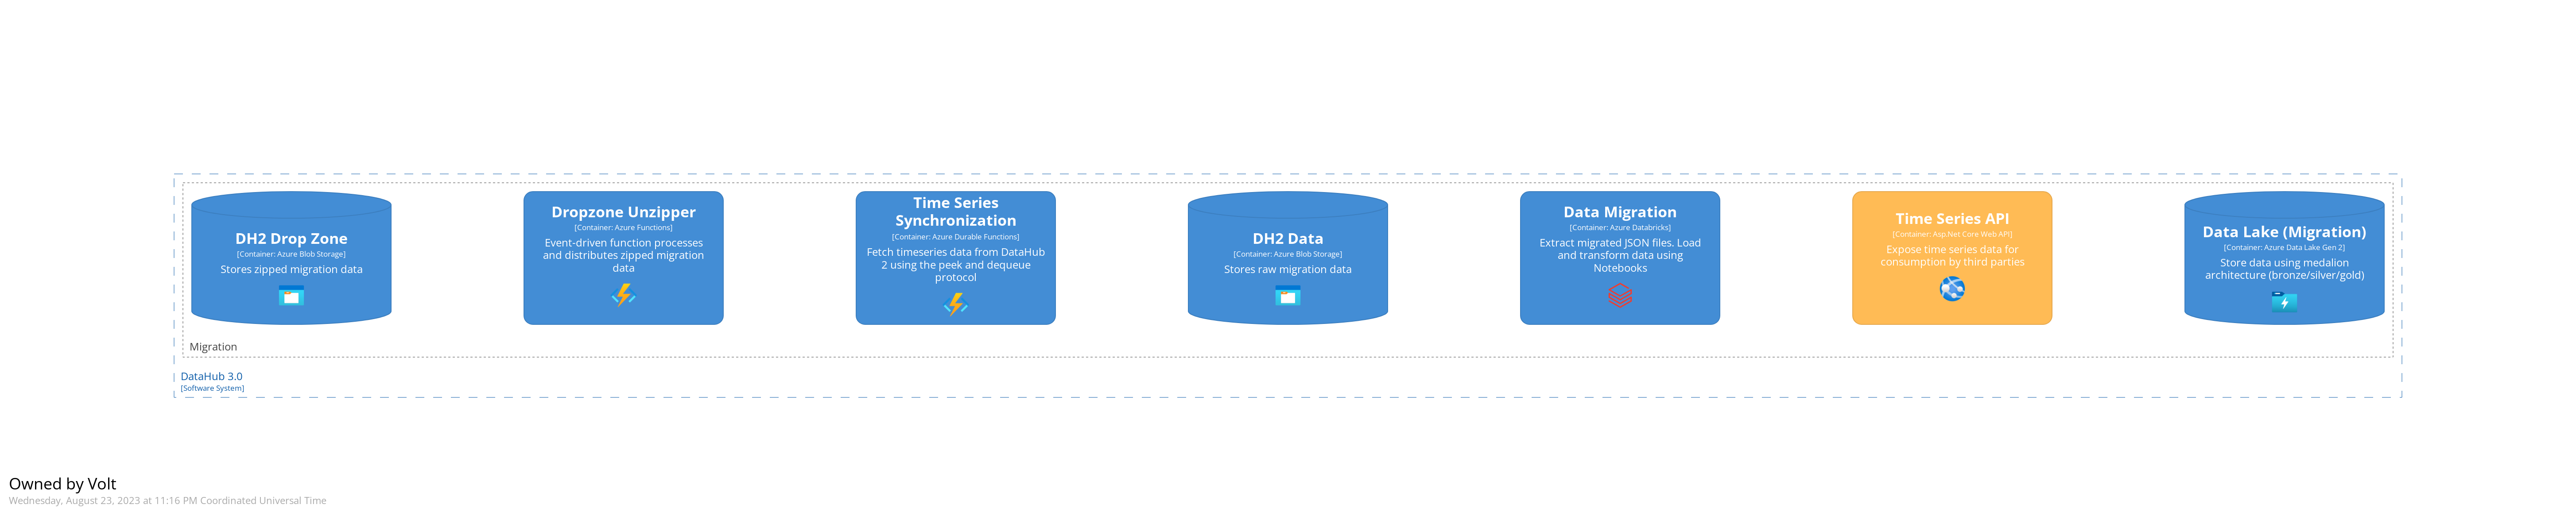 DH2 Drop Zone
[Container: Azure Blob Storage]
Stores zipped migration data
Dropzone Unzipper
[Container: Azure Functions]
Event-driven function processes
and distributes zipped migration
data
Time Series
Synchronization
[Container: Azure Durable Functions]
Fetch timeseries data from DataHub
2 using the peek and dequeue
protocol
DH2 Data
[Container: Azure Blob Storage]
Stores raw migration data
Data Migration
[Container: Azure Databricks]
Extract migrated JSON files. Load
and transform data using
Notebooks
Time Series API
[Container: Asp.Net Core Web API]
Expose time series data for
consumption by third parties
Data Lake (Migration)
[Container: Azure Data Lake Gen 2]
Store data using medalion
architecture (bronze/silver/gold)
Migration
DataHub 3.0
[Software System]
Owned by Volt
Wednesday, August 23, 2023 at 11:16 PM Coordinated Universal Time